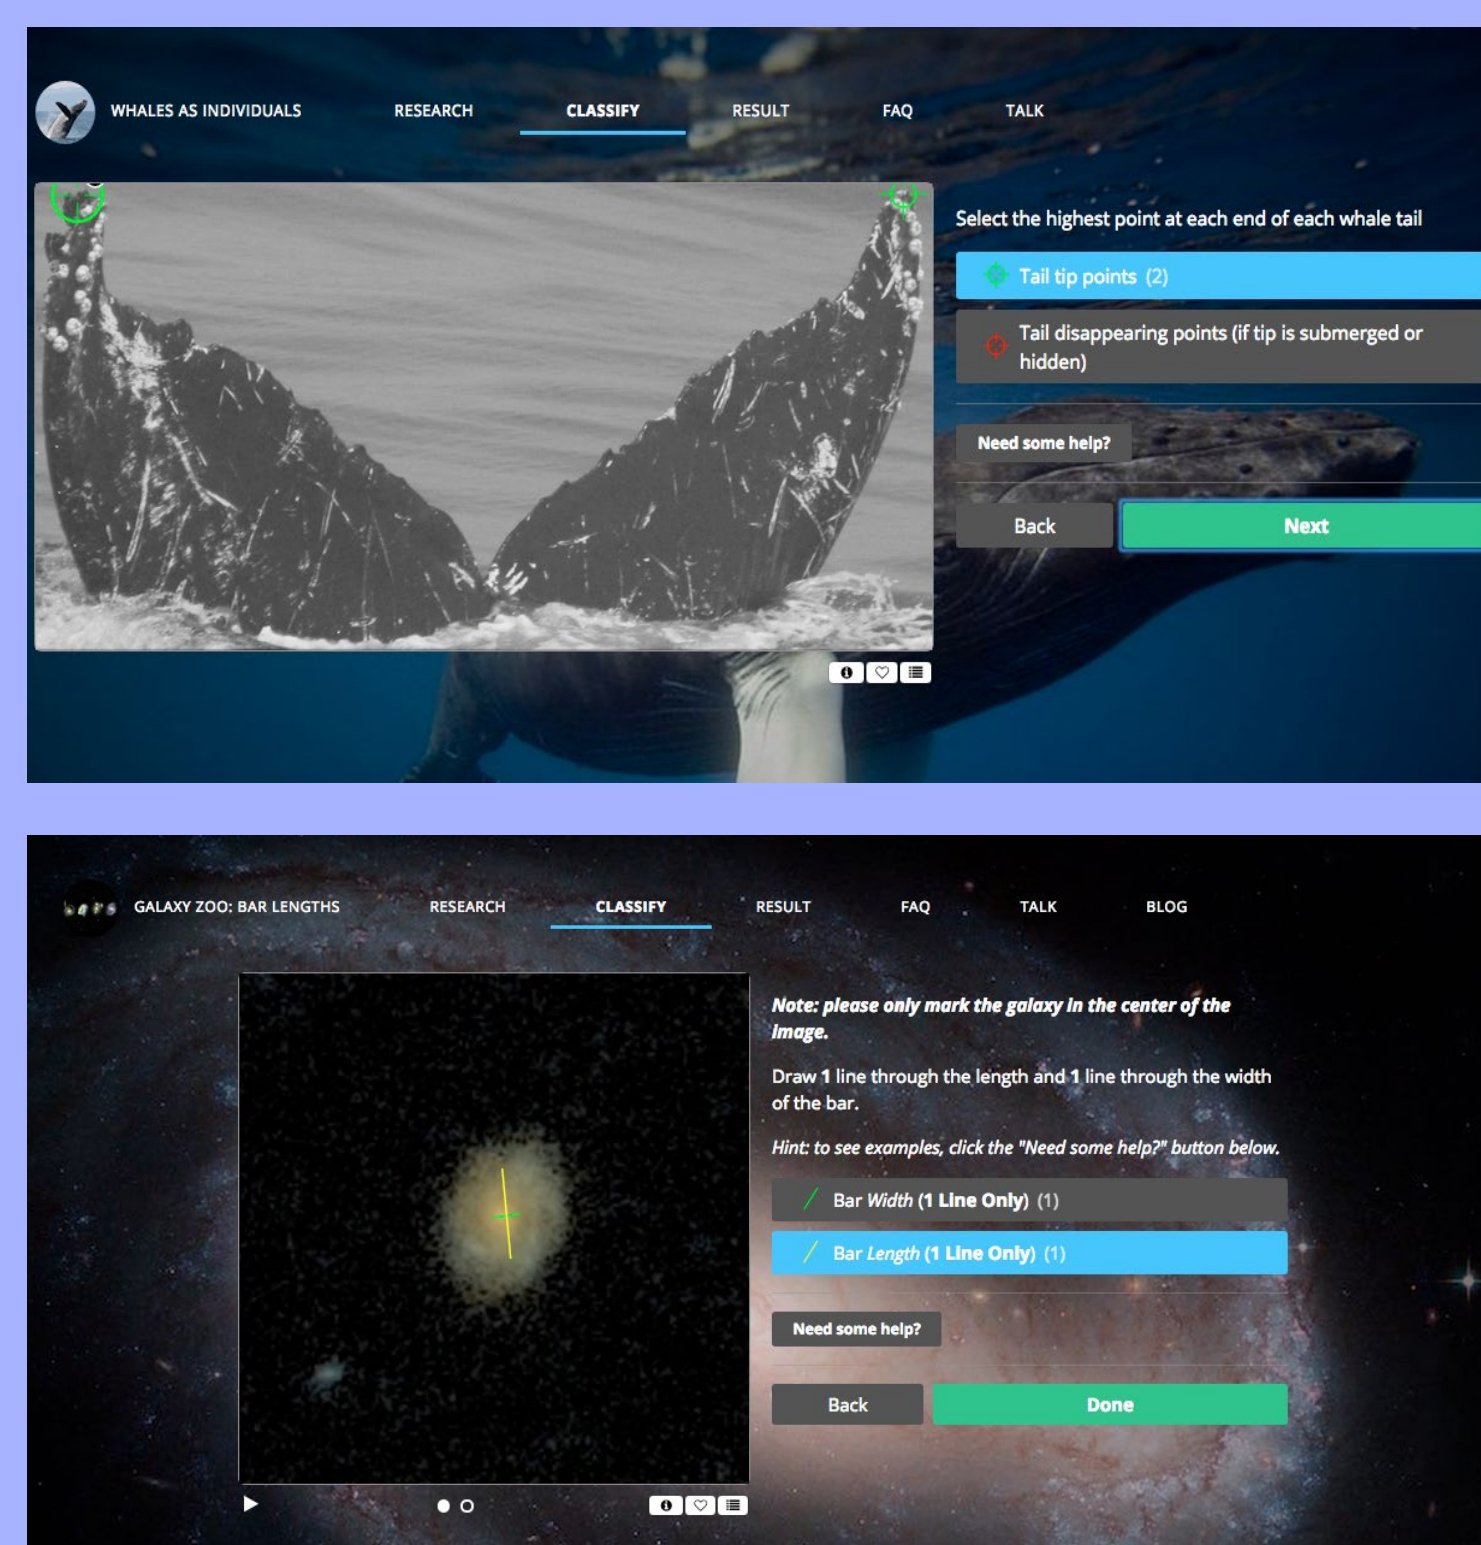 WHALES AS INDIVIDUALS RESEARCH CLASSIFY RESULT FAQ TALK
Select the highest point at each end of each whale tail
Tail tip points (2)
Tail disappearing points (if tip is submerged or
hidden)
Need some help?
Back Next
bars GALAXY ZOO: BAR LENGTHS RESEARCH CLASSIFY RESULT FAQ TALK BLOG
Note: please only mark the galaxy in the center of the
image.
Draw 1 line through the length and 1 line through the width
of the bar.
Hint: to see examples, click the "Need some help?" button below.
Bar Width (1 Line Only) (1)
Bar Length (1 Line Only) (1)
Need some help?
Back Done